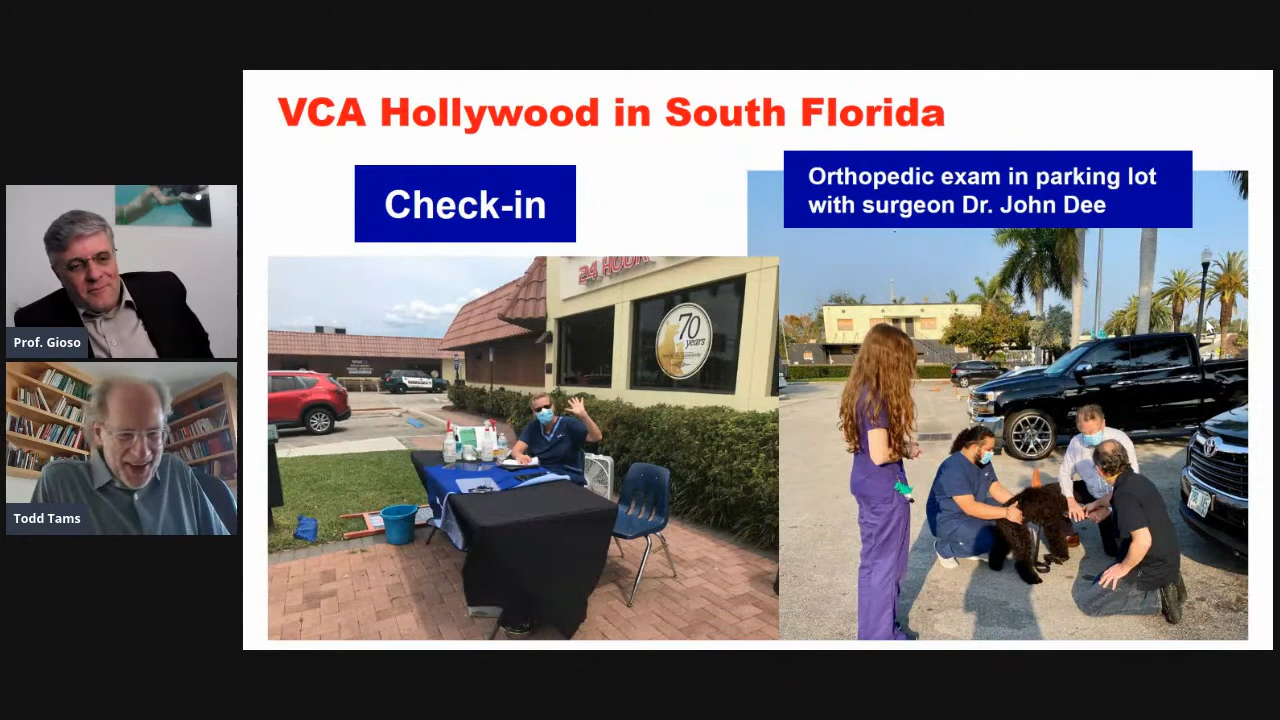 VCA Hollywood in South Florida
Check-in
Orthopedic exam in parking lot
with surgeon Dr. John Dee
24 HOUR
70
years
Prof. Gioso
Todd Tams